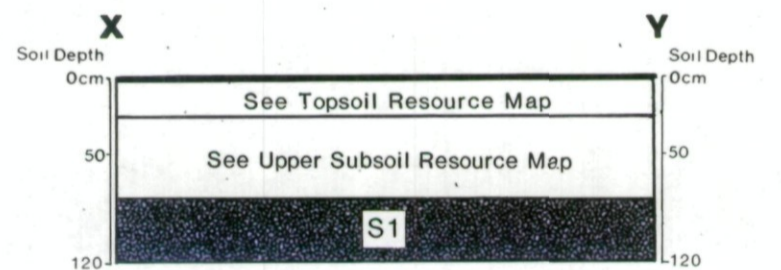 X Y
Soil Depth Soil Depth
0cm 0cm
See Topsoil Resource Map
50 50
See Upper Subsoil Resource Map
S1
120 120